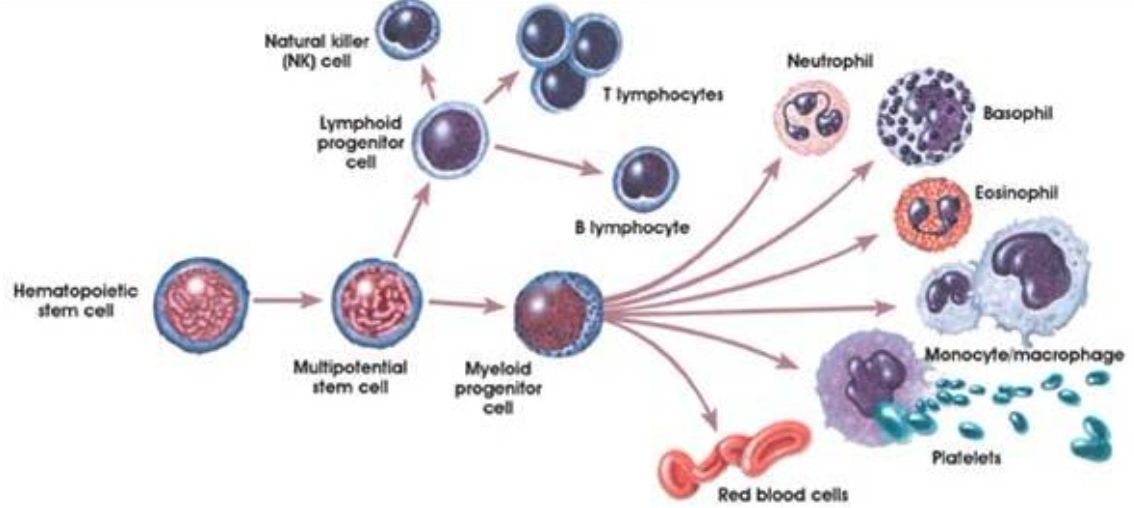 Natural killer
(NK) cell
T lymphocytes
Lymphoid
progenitor
cell
B lymphocyte
Neutrophil
Basophil
Eosinophil
Hematopoietic
stem cell
Multipotential
stem cell
Myeloid
progenitor
cell
Monocyte/macrophage
Platelets
Red blood cells